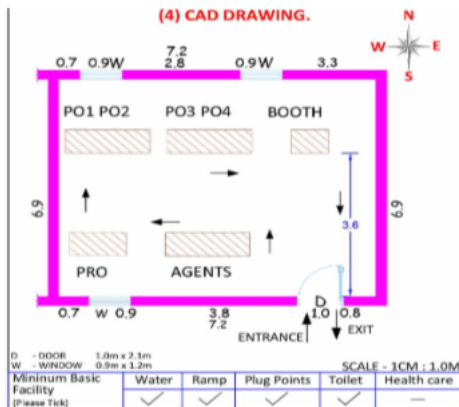 (4) CAD DRAWING.
N
W E
S
7.2
0.7 0.9W 2.8 0.9W 3.3
PO1 PO2 PO3 PO4 BOOTH
6.9
6.9
3.6
PRO AGENTS
D
0.7 W 0.9 3.8 1.0 0.8
7.2
ENTRANCE EXIT
D - DOOR 1.0m x 2.1m
W - WINDOW 0.9m x 1.2m
SCALE - 1CM : 1.0M
Mininum Basic Facility (Please Tick) Water Ramp Plug Points Toilet Health care
✓ ✓ ✓ ✓ —